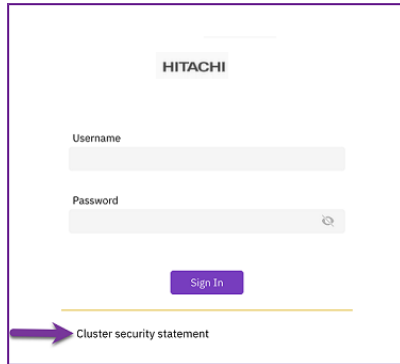 HITACHI
Username
Password
Sign In
Cluster security statement